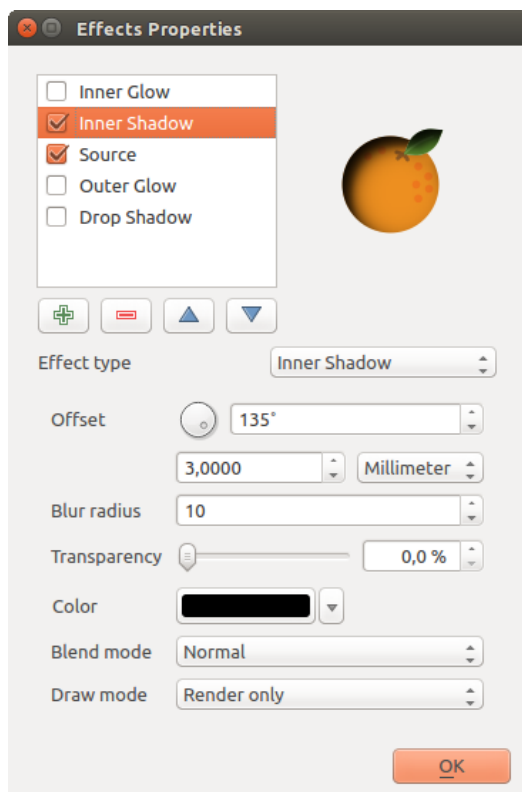 Effects Properties
Inner Glow
Inner Shadow
Source
Outer Glow
Drop Shadow
Effect type Inner Shadow
Offset 135°
3,0000 Millimeter
Blur radius 10
Transparency 0,0 %
Color
Blend mode Normal
Draw mode Render only
OK